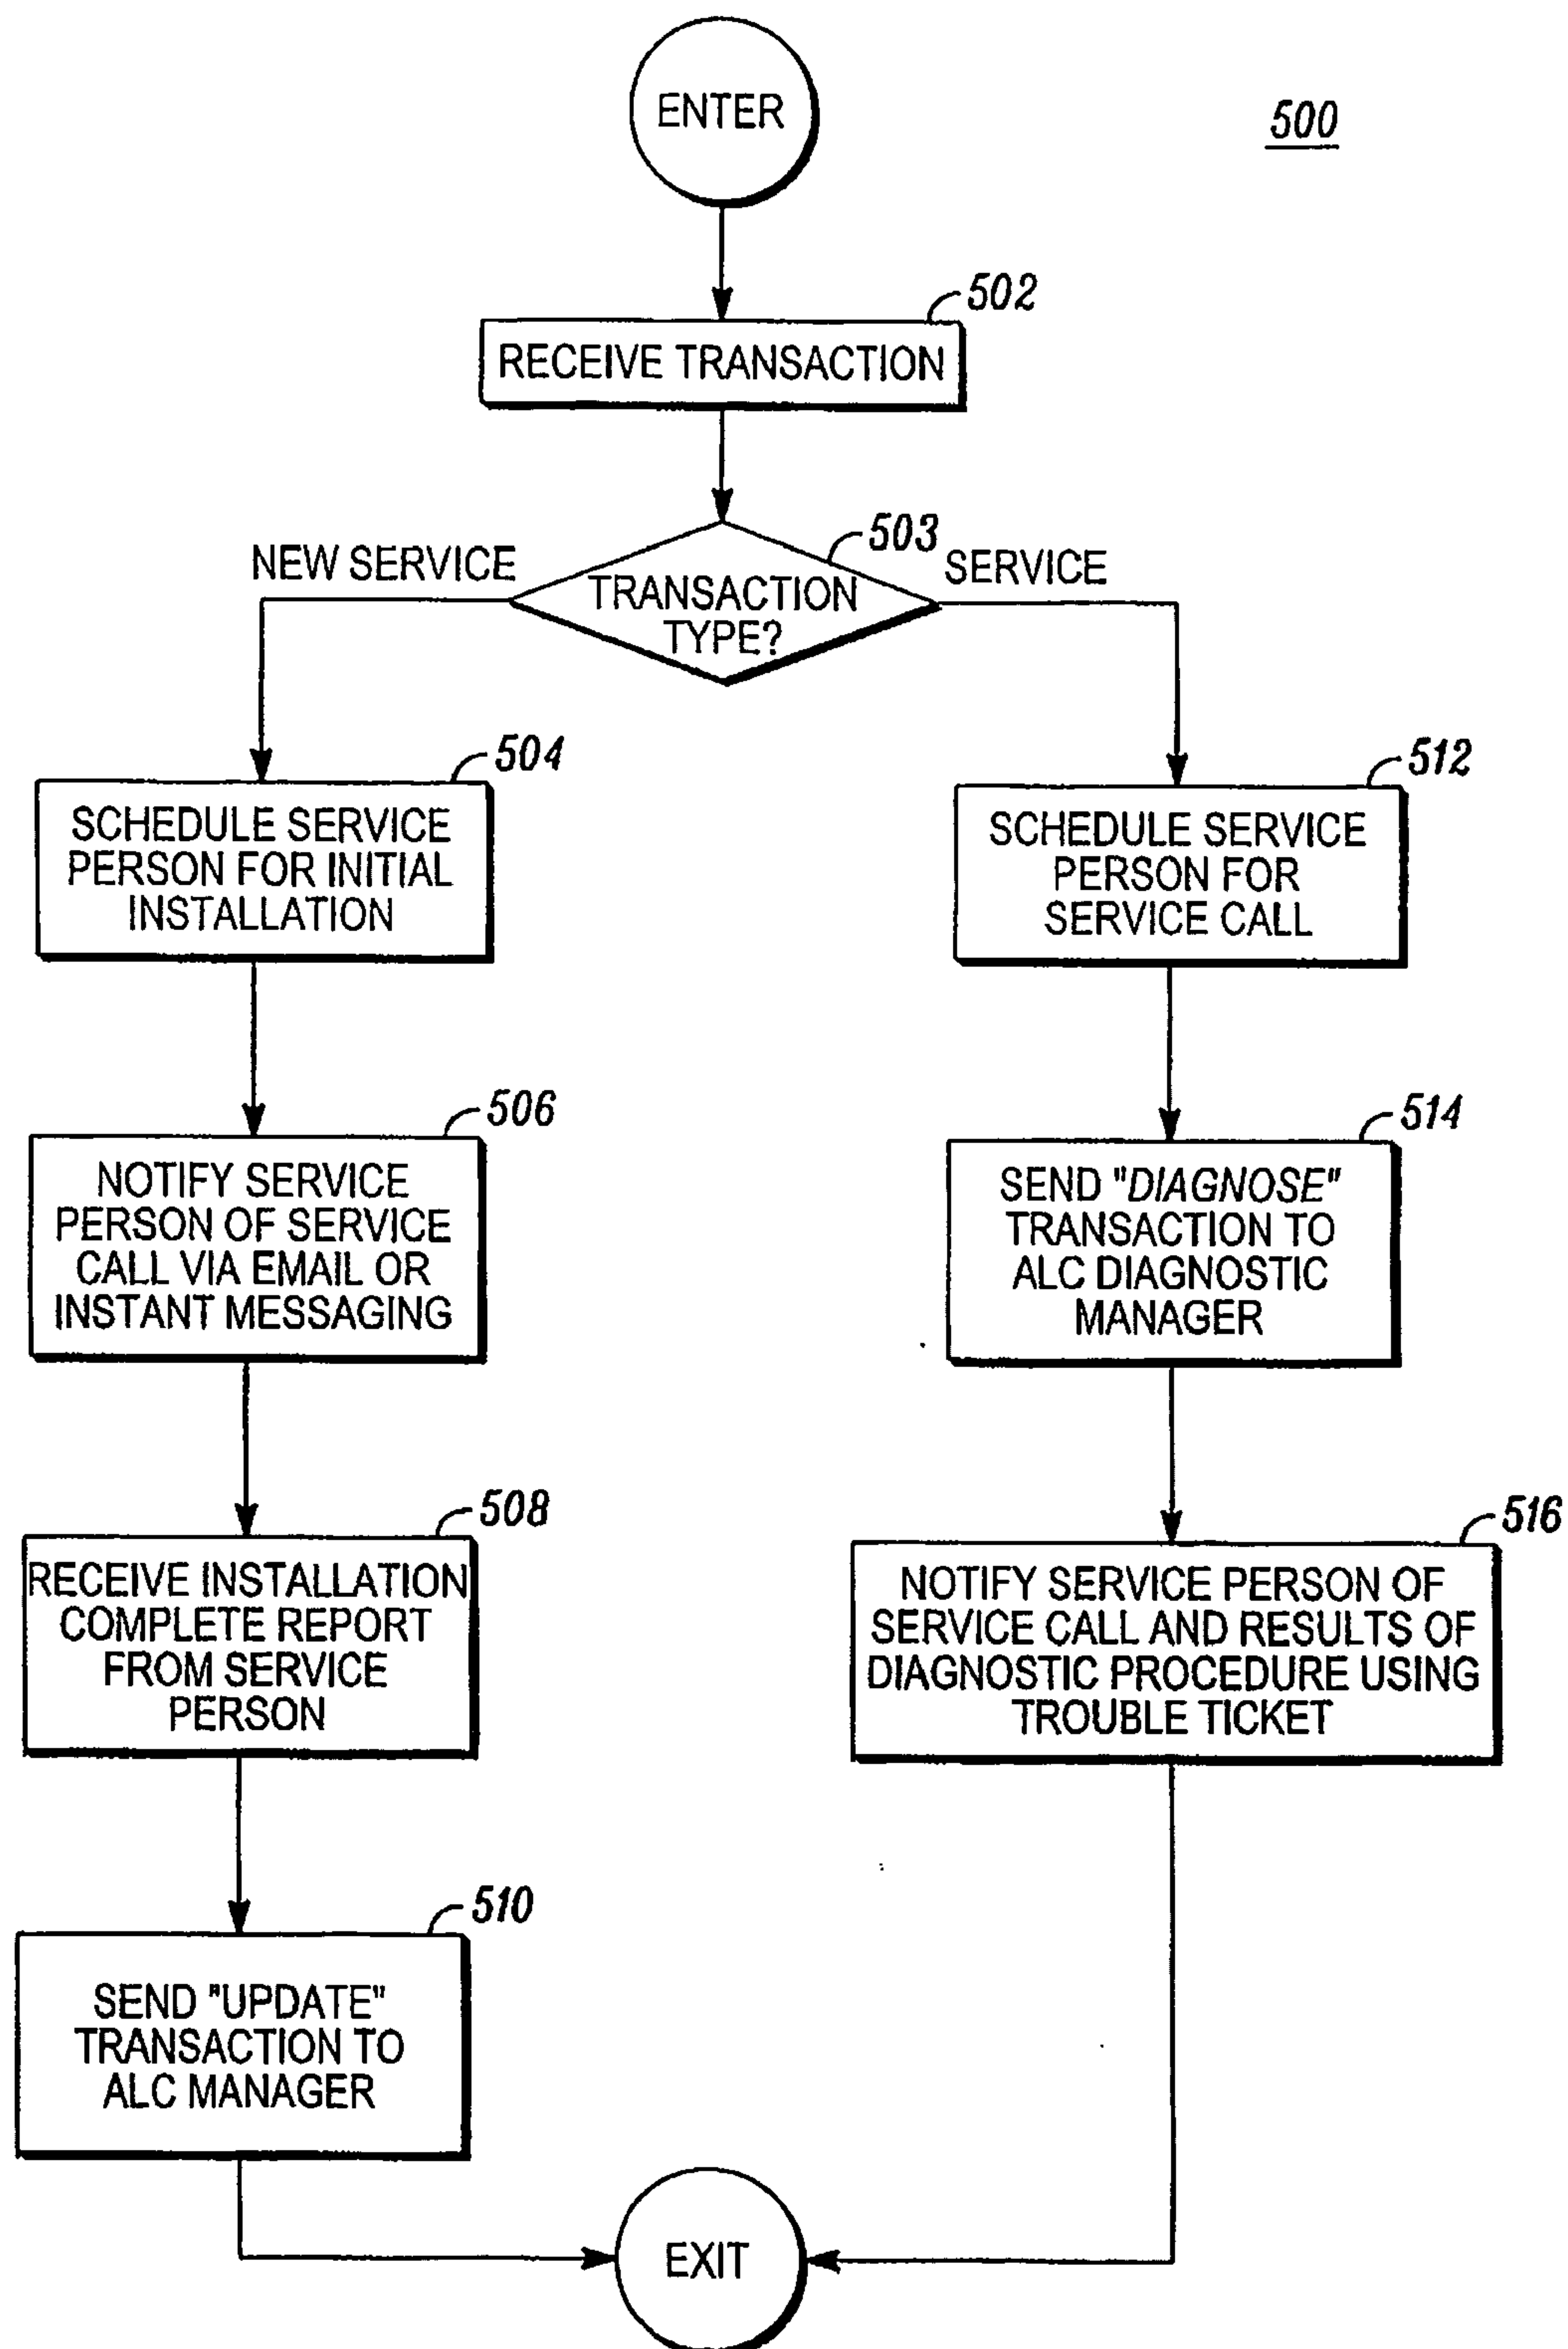 ENTER
500
502
RECEIVE TRANSACTION
503
NEW SERVICE
SERVICE
TRANSACTION
TYPE?
504
SCHEDULE SERVICE
PERSON FOR INITIAL
INSTALLATION
512
SCHEDULE SERVICE
PERSON FOR
SERVICE CALL
506
NOTIFY SERVICE
PERSON OF SERVICE
CALL VIA EMAIL OR
INSTANT MESSAGING
514
SEND "DIAGNOSE"
TRANSACTION TO
ALC DIAGNOSTIC
MANAGER
508
RECEIVE INSTALLATION
COMPLETE REPORT
FROM SERVICE
PERSON
516
NOTIFY SERVICE PERSON OF
SERVICE CALL AND RESULTS OF
DIAGNOSTIC PROCEDURE USING
TROUBLE TICKET
510
SEND "UPDATE"
TRANSACTION TO
ALC MANAGER
EXIT